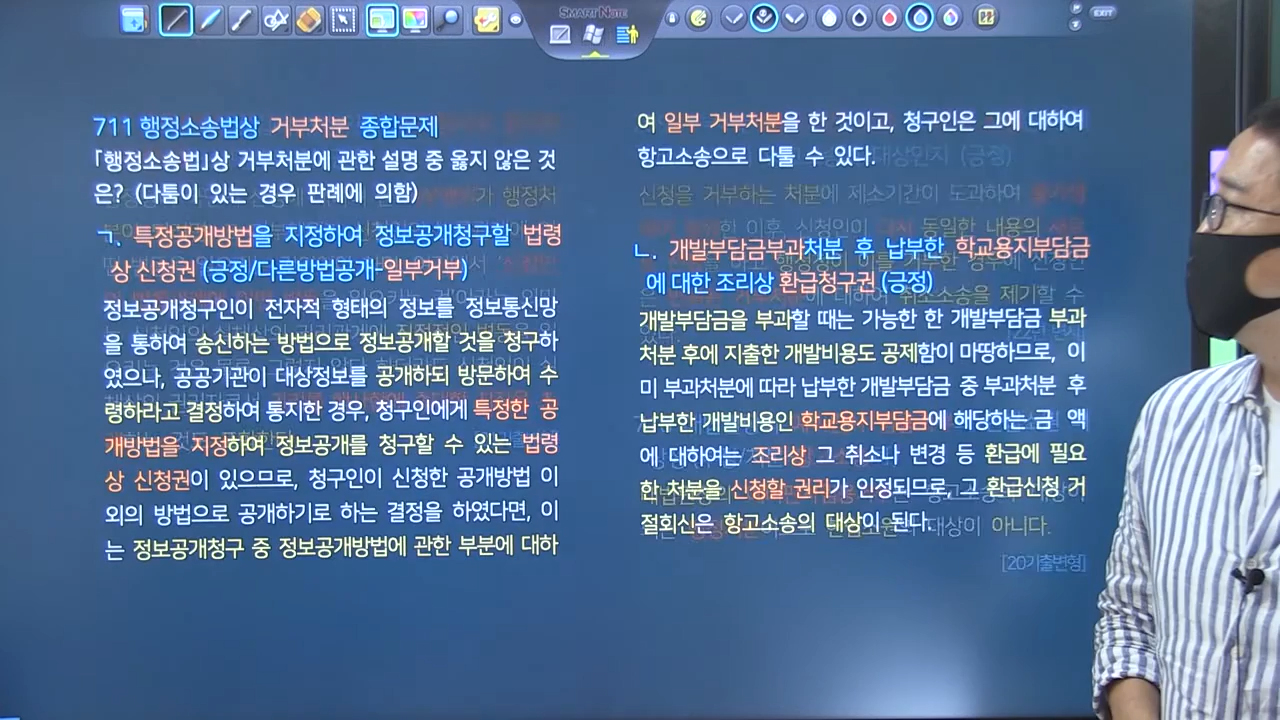 SMART NOTE
EXIT
711 행정소송법상 거부처분 종합문제
「행정소송법」상 거부처분에 관한 설명 중 옳지 않은 것
은? (다툼이 있는 경우 판례에 의함)
ㄱ. 특정공개방법을 지정하여 정보공개청구할 법령
상 신청권 (긍정/다른방법공개-일부거부)
정보공개청구인이 전자적 형태의 정보를 정보통신망
을 통하여 송신하는 방법으로 정보공개할 것을 청구하
였으나, 공공기관이 대상정보를 공개하되 방문하여 수
령하라고 결정하여 통지한 경우, 청구인에게 특정한 공
개방법을 지정하여 정보공개를 청구할 수 있는 법령
상 신청권이 있으므로, 청구인이 신청한 공개방법 이
외의 방법으로 공개하기로 하는 결정을 하였다면, 이
는 정보공개청구 중 정보공개방법에 관한 부분에 대하
여 일부 거부처분을 한 것이고, 청구인은 그에 대하여
항고소송으로 다툴 수 있다.
ㄴ. 개발부담금부과처분 후 납부한 학교용지부담금
에 대한 조리상 환급청구권 (긍정)
개발부담금을 부과할 때는 가능한 한 개발부담금 부과
처분 후에 지출한 개발비용도 공제함이 마땅하므로, 이
미 부과처분에 따라 납부한 개발부담금 중 부과처분 후
납부한 개발비용인 학교용지부담금에 해당하는 금 액
에 대하여는 조리상 그 취소나 변경 등 환급에 필요
한 처분을 신청할 권리가 인정되므로, 그 환급신청 거
절회신은 항고소송의 대상이 된다.
[20기출변형]